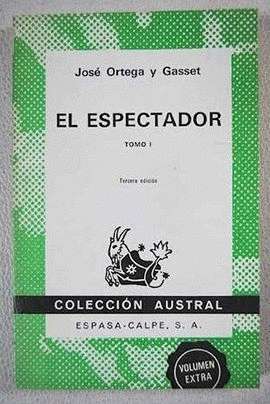 José Ortega y Gasset
EL ESPECTADOR
TOMO I
Tercera edición
COLECCIÓN AUSTRAL
ESPASA-CALPE, S. A.
VOLUMEN
EXTRA